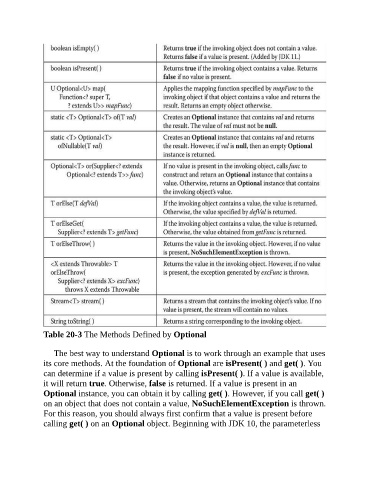 boolean isEmpty( )
Returns true if the invoking object does not contain a value.
Returns false if a value is present. (Added by JDK 11.)
boolean isPresent( )
Returns true if the invoking object contains a value. Returns
false if no value is present.
U Optional<U> map(
Function<? super T,
? extends U>> mapFunc)
Applies the mapping function specified by mapFunc to the
invoking object if that object contains a value and returns the
result. Returns an empty object otherwise.
static <T> Optional<T> of(T val)
Creates an Optional instance that contains val and returns
the result. The value of val must not be null.
static <T> Optional<T>
ofNullable(T val)
Creates an Optional instance that contains val and returns
the result. However, if val is null, then an empty Optional
instance is returned.
Optional<T> or(Supplier<? extends
Optional<? extends T>> func)
If no value is present in the invoking object, calls func to
construct and return an Optional instance that contains a
value. Otherwise, returns an Optional instance that contains
the invoking object's value.
T orElse(T defVal)
If the invoking object contains a value, the value is returned.
Otherwise, the value specified by defVal is returned.
T orElseGet(
Supplier<? extends T> getFunc)
If the invoking object contains a value, the value is returned.
Otherwise, the value obtained from getFunc is returned.
T orElseThrow( )
Returns the value in the invoking object. However, if no value
is present, NoSuchElementException is thrown.
<X extends Throwable> T
orElseThrow(
Supplier<? extends X> excFunc)
throws X extends Throwable
Returns the value in the invoking object. However, if no value
is present, the exception generated by excFunc is thrown.
Stream<T> stream( )
Returns a stream that contains the invoking object's value. If no
value is present, the stream will contain no values.
String toString( )
Returns a string corresponding to the invoking object.
Table 20-3 The Methods Defined by Optional
The best way to understand Optional is to work through an example that uses
its core methods. At the foundation of Optional are isPresent( ) and get( ). You
can determine if a value is present by calling isPresent( ). If a value is available,
it will return true. Otherwise, false is returned. If a value is present in an
Optional instance, you can obtain it by calling get( ). However, if you call get( )
on an object that does not contain a value, NoSuchElementException is thrown.
For this reason, you should always first confirm that a value is present before
calling get( ) on an Optional object. Beginning with JDK 10, the parameterless